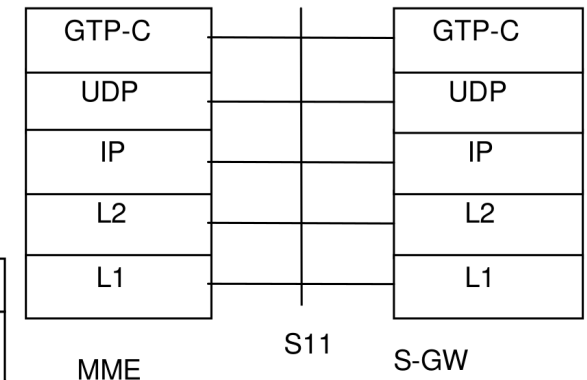 GTP-C GTP-C
UDP UDP
IP IP
L2 L2
L1 L1
S11
MME S-GW